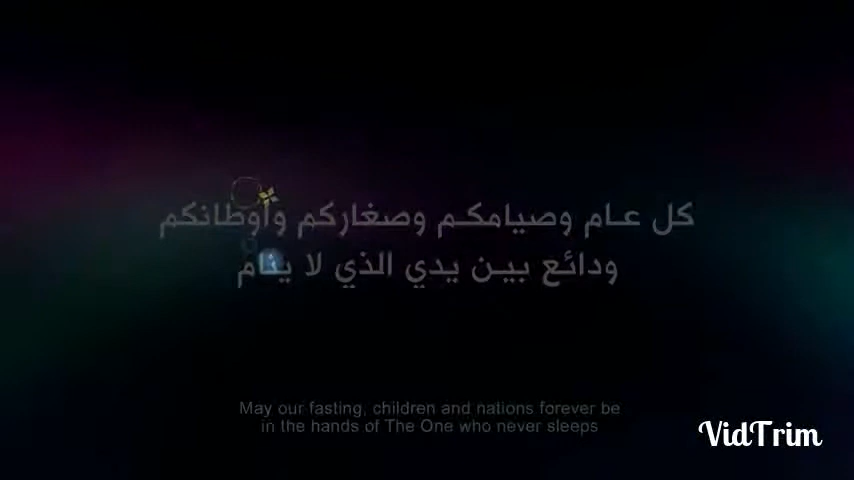 كل عام وصيامكم وصغاركم وأوطانكم
ودائع بين يدي الذي لا ينام
May our fasting, children and nations forever be
in the hands of The One who never sleeps
VidTrim